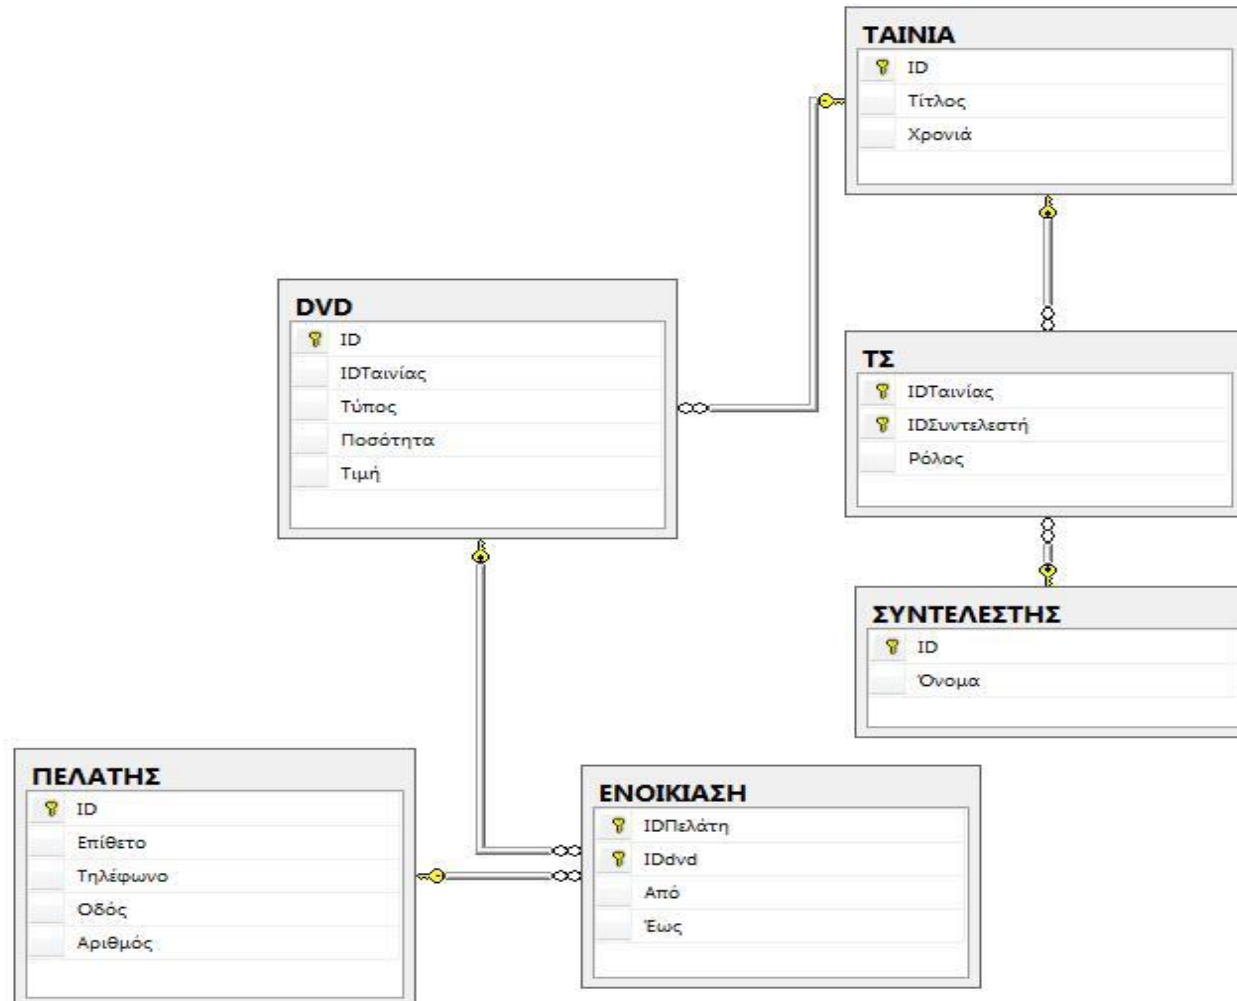 ΤΑΙΝΙΑ
ID
Τίτλος
Χρονιά
DVD
ID
IDΤαινίας
Τύπος
Ποσότητα
Τιμή
ΤΣ
IDΤαινίας
IDΣυντελεστή
Ρόλος
ΣΥΝΤΕΛΕΣΤΗΣ
ID
Όνομα
ΠΕΛΑΤΗΣ
ID
Επίθετο
Τηλέφωνο
Οδός
Αριθμός
ΕΝΟΙΚΙΑΣΗ
IDΠελάτη
IDdvd
Από
Έως